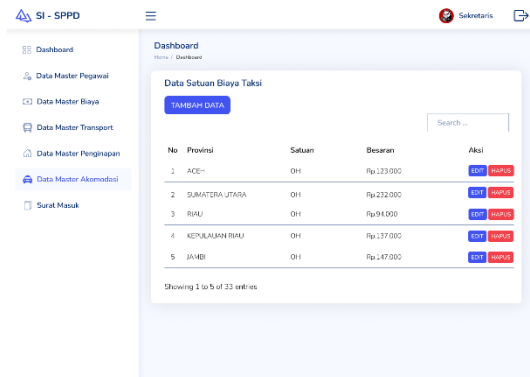 SI - SPPD
Sekretaris
Dashboard
Data Master Pegawai
Data Master Biaya
Data Master Transport
Data Master Penginapan
Data Master Akomodasi
Surat Masuk
Dashboard
Home / Dashboard
Data Satuan Biaya Taksi
TAMBAH DATA
Search ...
No Provinsi Satuan Besaran Aksi
1 ACEH OH Rp.123.000 EDIT HAPUS
2 SUMATERA UTARA OH Rp.232.000 EDIT HAPUS
3 RIAU OH Rp.94.000 EDIT HAPUS
4 KEPULAUAN RIAU OH Rp.137.000 EDIT HAPUS
5 JAMBI OH Rp.147.000 EDIT HAPUS
Showing 1 to 5 of 33 entries